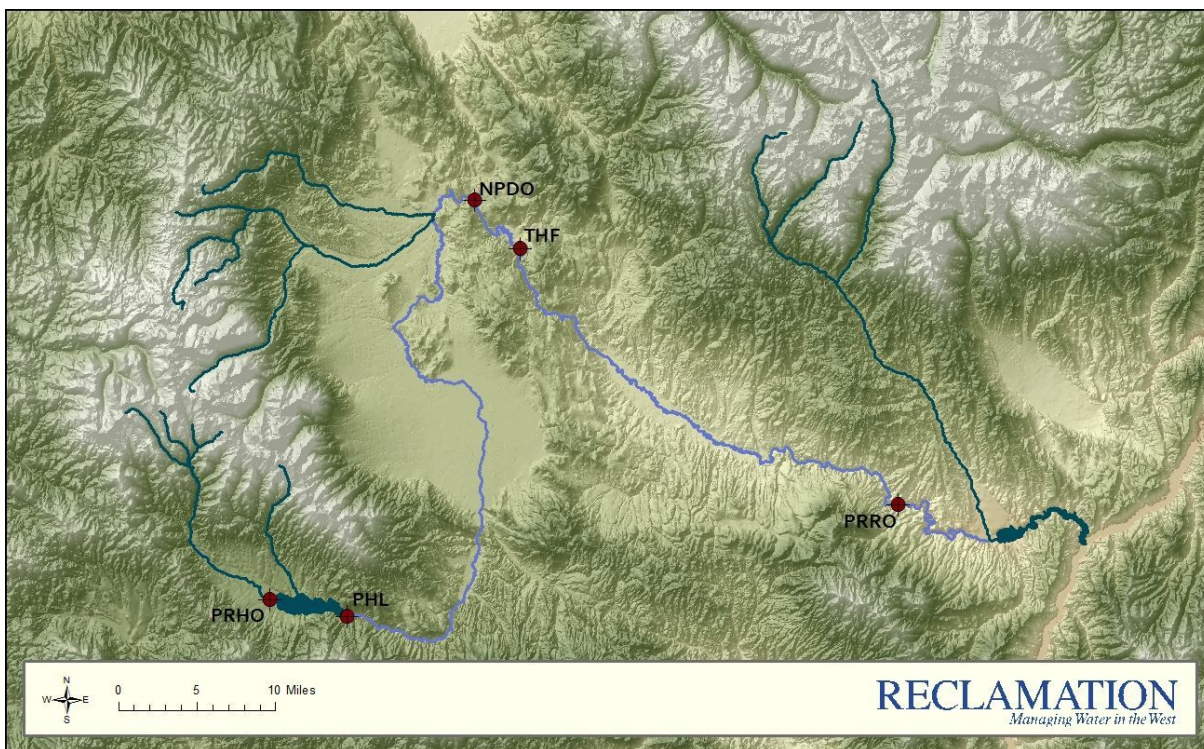 NPDO
THF
PRRO
PRHO
PHL
N
W E
S
0 5 10 Miles
RECLAMATION
Managing Water in the West